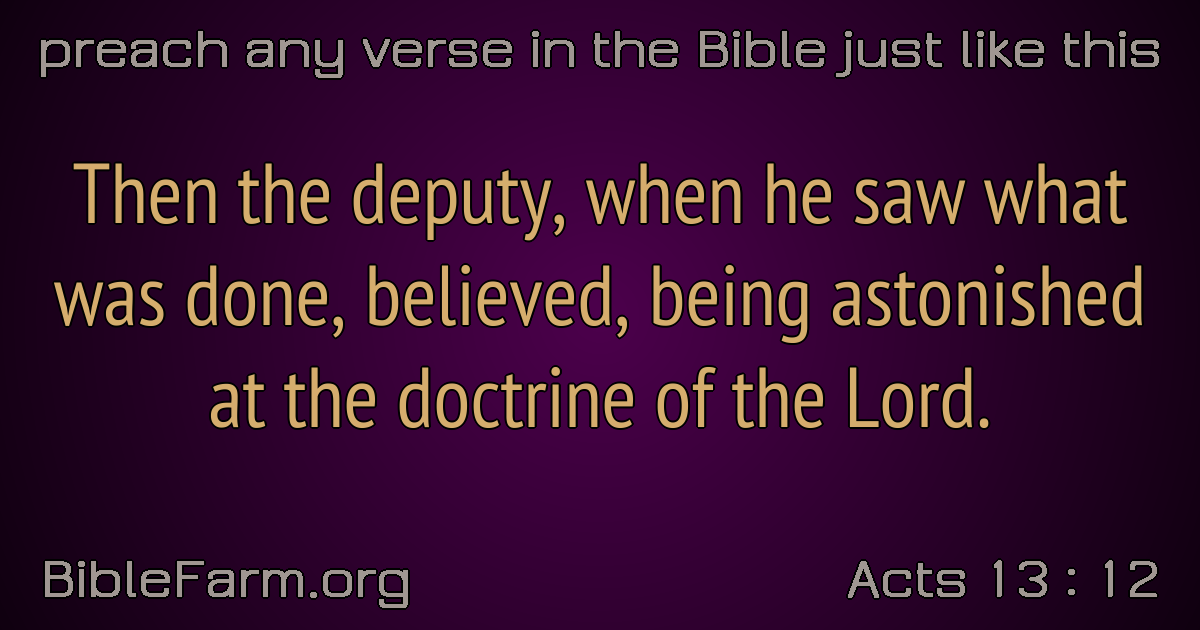 preach any verse in the Bible just like this
Then the deputy, when he saw what
was done, believed, being astonished
at the doctrine of the Lord.
BibleFarm.org
Acts 13 : 12